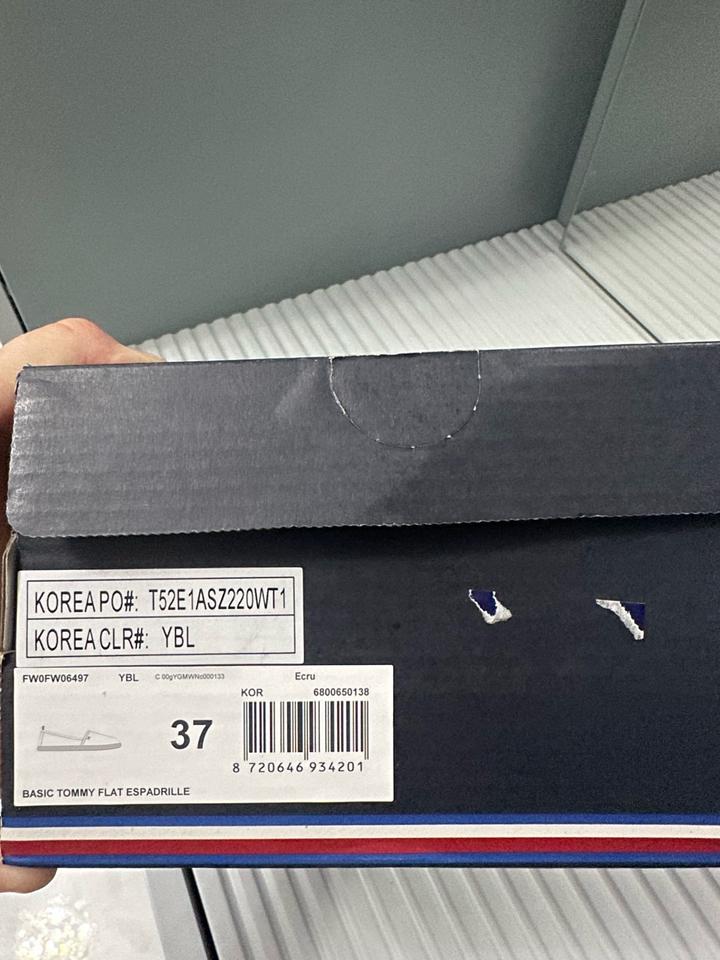 KOREA PO#: T52E1ASZ220WT1
KOREA CLR#: YBL
FW0FW06497 YBL C 00gYGMWNc000133 Ecru
KOR 6800650138
37
8 720646 934201
BASIC TOMMY FLAT ESPADRILLE